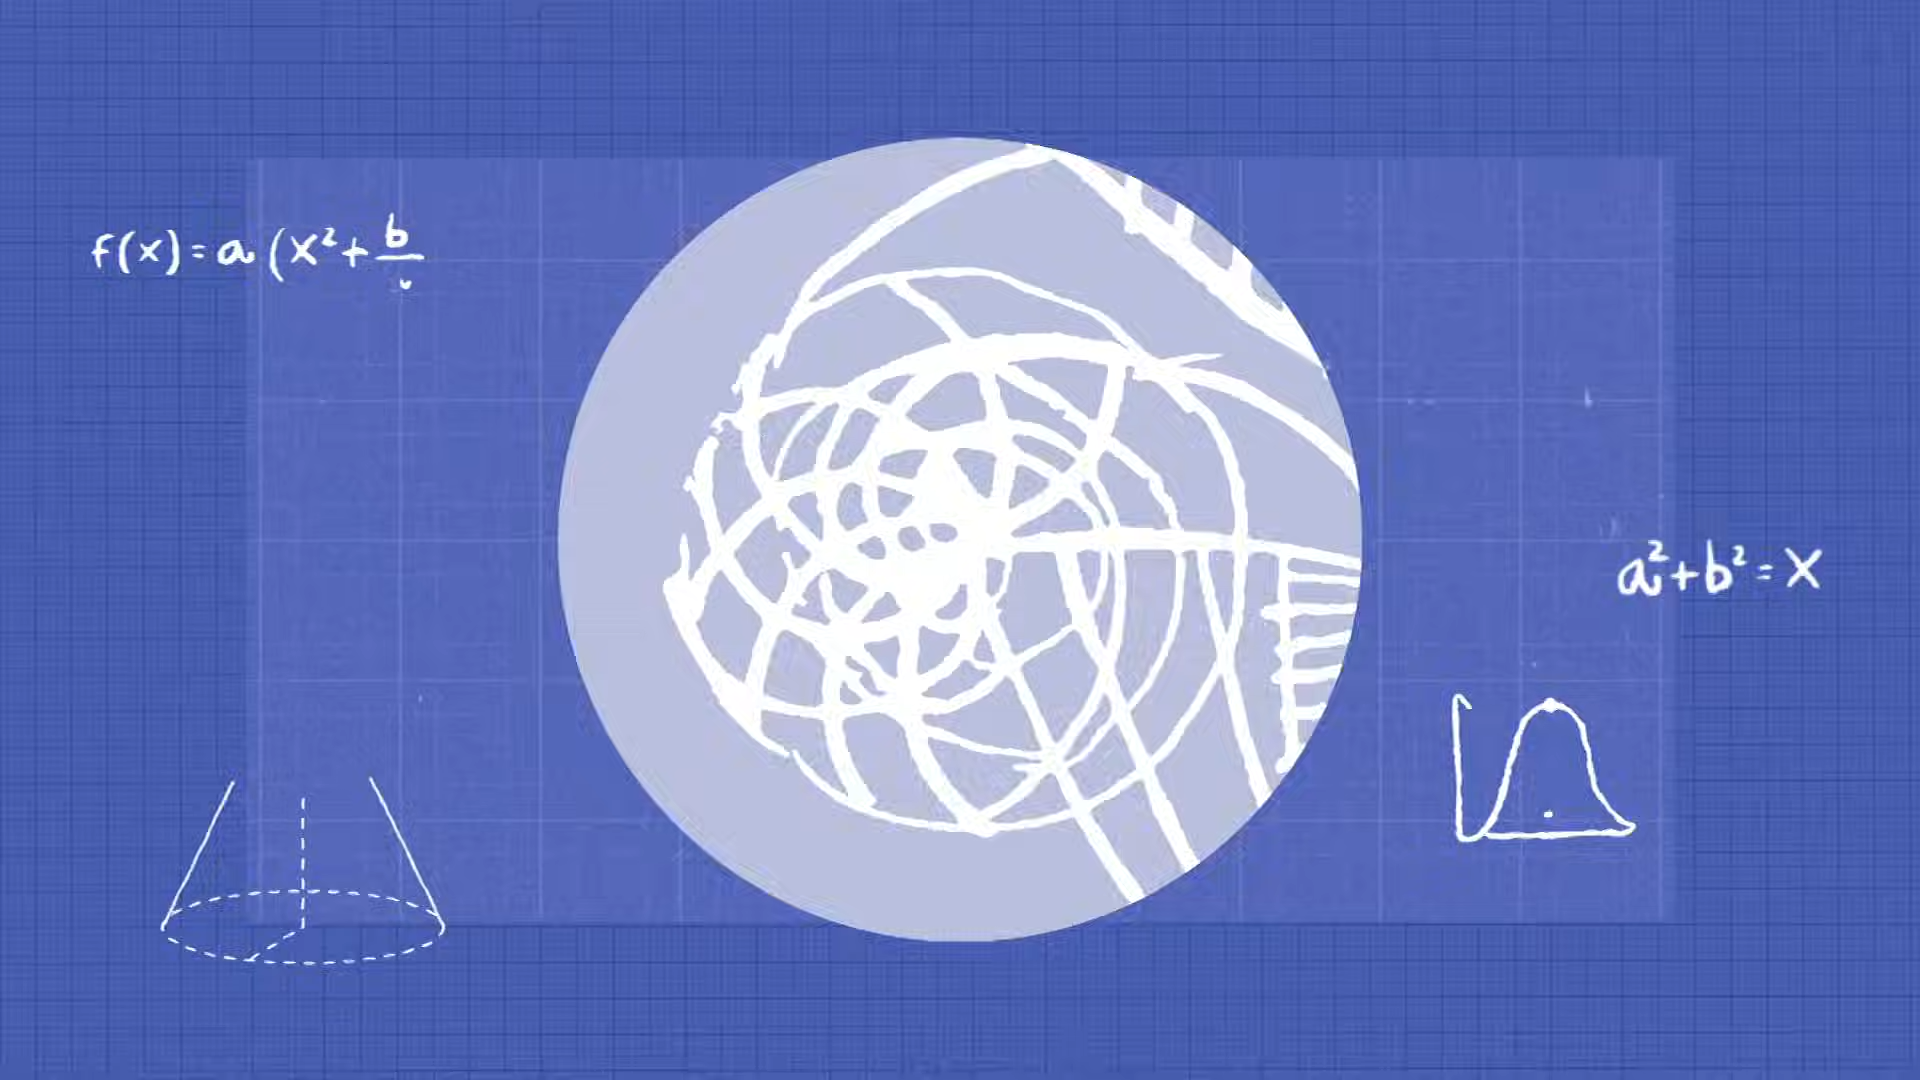 f(x) = a (x² + b/
a² + b² = x